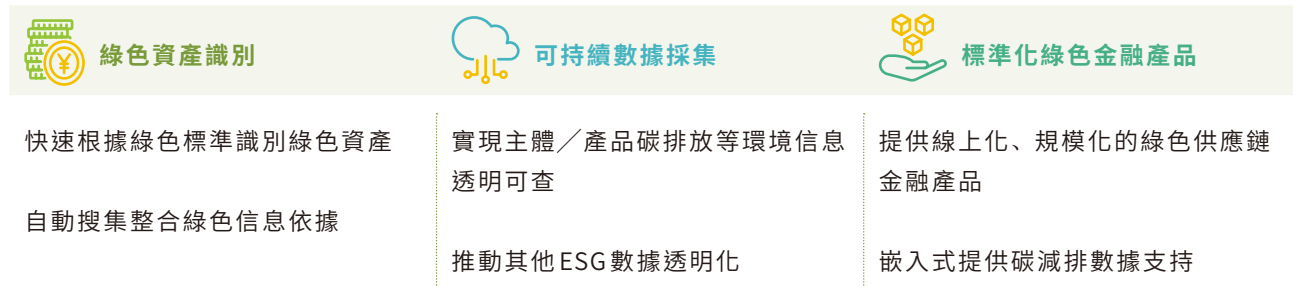 綠色資產識別
快速根據綠色標準識別綠色資產
自動搜集整合綠色信息依據
可持續數據採集
實現主體／產品碳排放等環境信息
透明可查
推動其他ESG數據透明化
標準化綠色金融產品
提供線上化、規模化的綠色供應鏈
金融產品
嵌入式提供碳減排數據支持